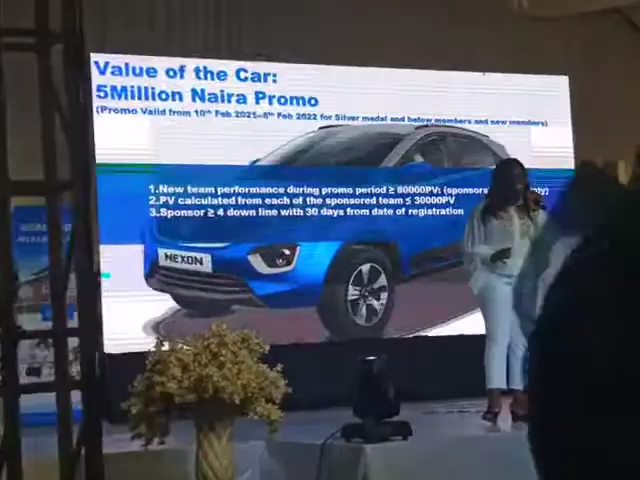 Value of the Car:
5Million Naira Promo
(Promo Valid from 10th Feb 2021-8th Feb 2022 for Silver medal and below members and new members)
1.New team performance during promo period ≥ 80000PV: (sponsors
2.PV calculated from each of the sponsored team ≤ 30000PV
3.Sponsor ≥ 4 down line with 30 days from date of registration
NEXON